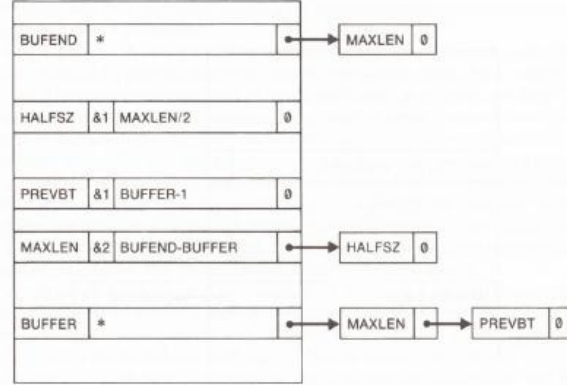 BUFEND * MAXLEN 0
HALFSZ &1 MAXLEN/2 0
PREVBT &1 BUFFER-1 0
MAXLEN &2 BUFEND-BUFFER HALFSZ 0
BUFFER * MAXLEN PREVBT 0